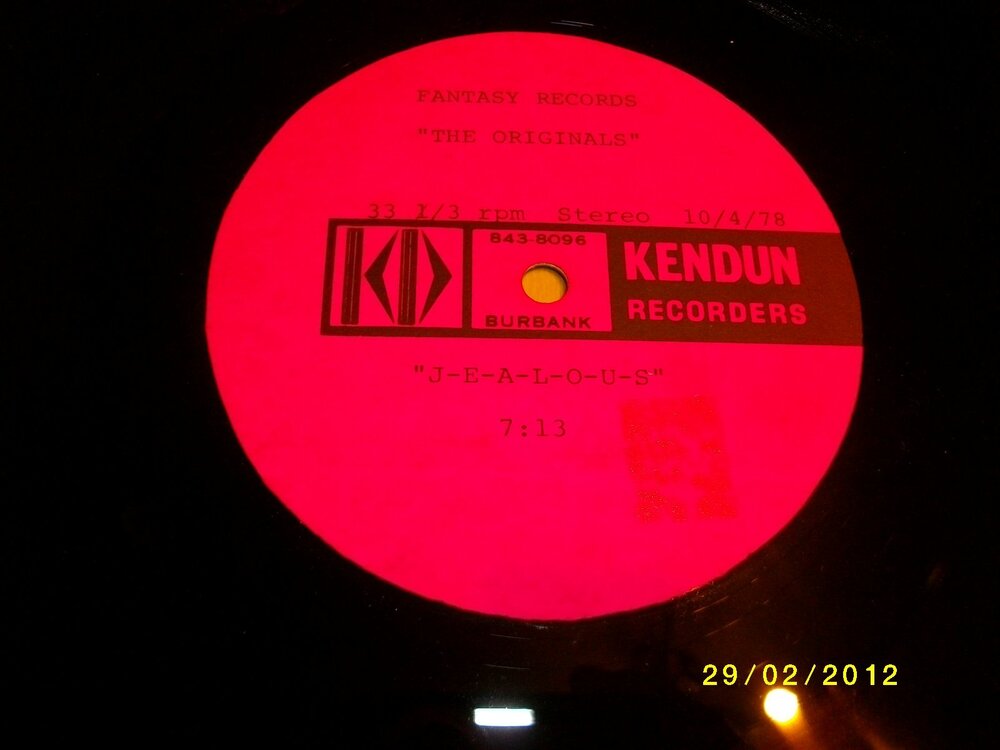 FANTASY RECORDS
"THE ORIGINALS"
33 1/3 rpm Stereo 10/4/78
843-8096
BURBANK
KENDUN
RECORDERS
"J-E-A-L-O-U-S"
7:13
29/02/2012